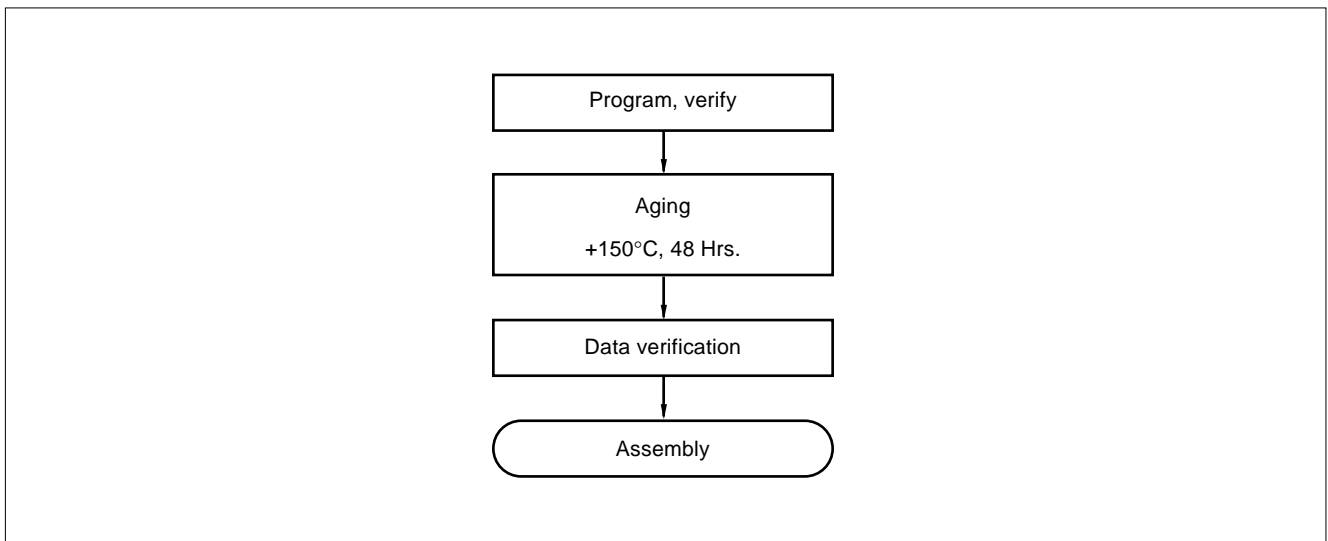 Program, verify
Aging
+150°C, 48 Hrs.
Data verification
Assembly